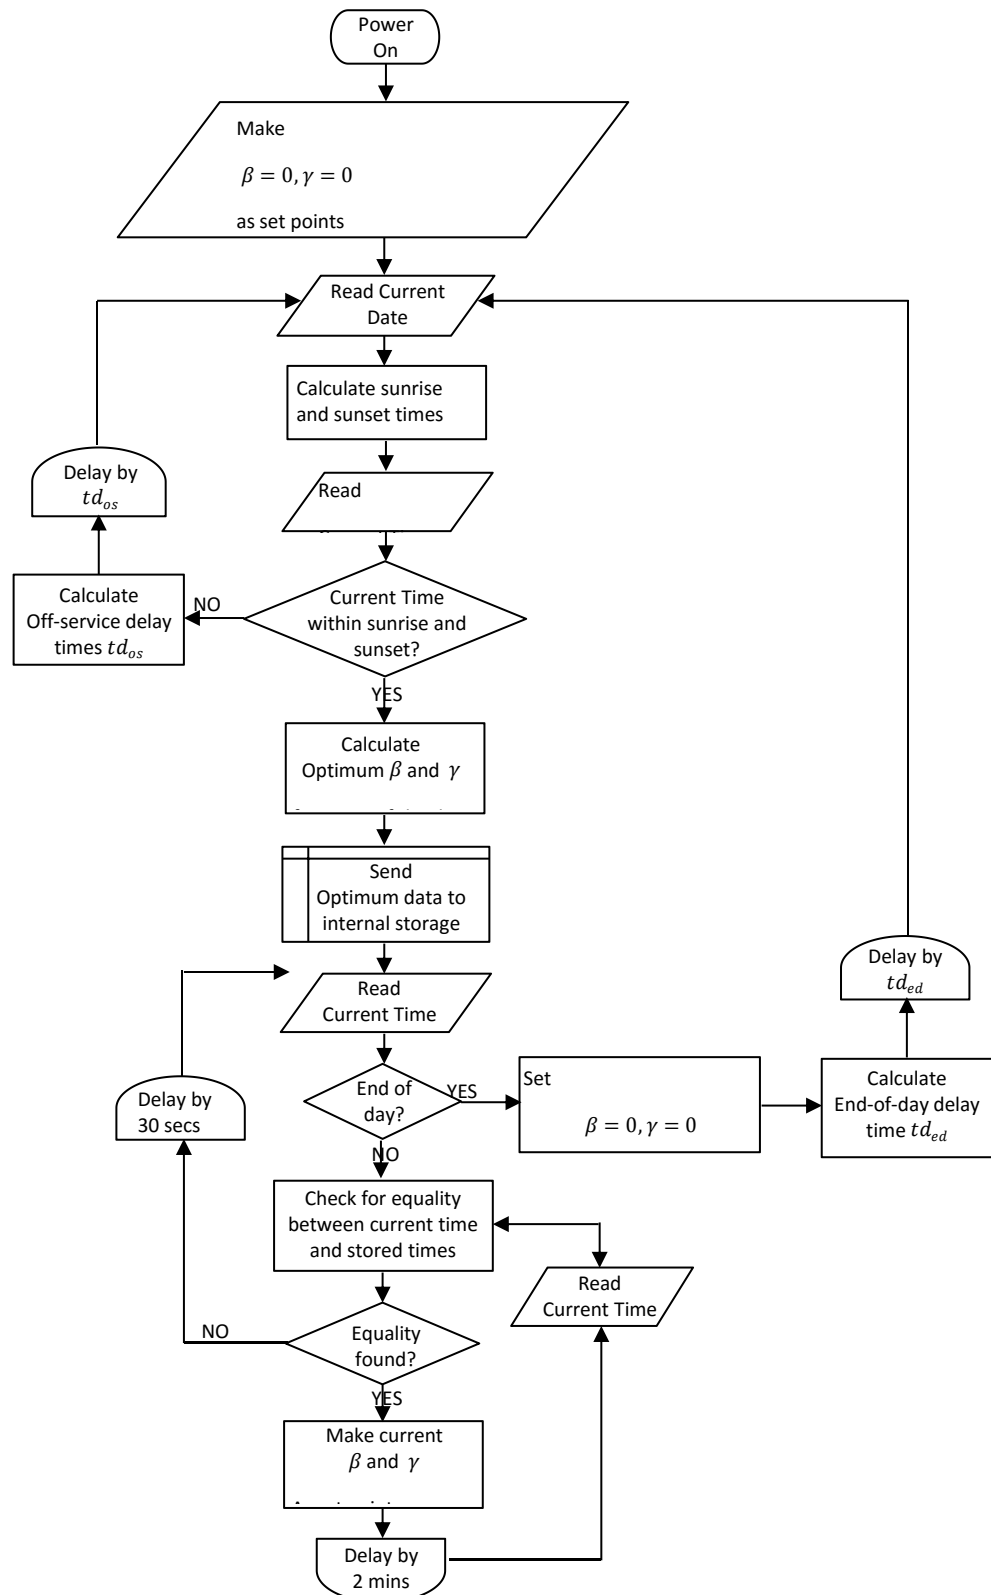 Power
On
Make
β = 0, γ = 0
as set points
Read Current
Date
Calculate sunrise
and sunset times
Delay by
td_os
Read
Calculate
Off-service delay
times td_os
NO
Current Time
within sunrise and
sunset?
YES
Calculate
Optimum β and γ
Send
Optimum data to
internal storage
Delay by
td_ed
Read
Current Time
Delay by
30 secs
End of
day?
YES
Set
β = 0, γ = 0
Calculate
End-of-day delay
time td_ed
NO
Check for equality
between current time
and stored times
Read
Current Time
NO
Equality
found?
YES
Make current
β and γ
Delay by
2 mins